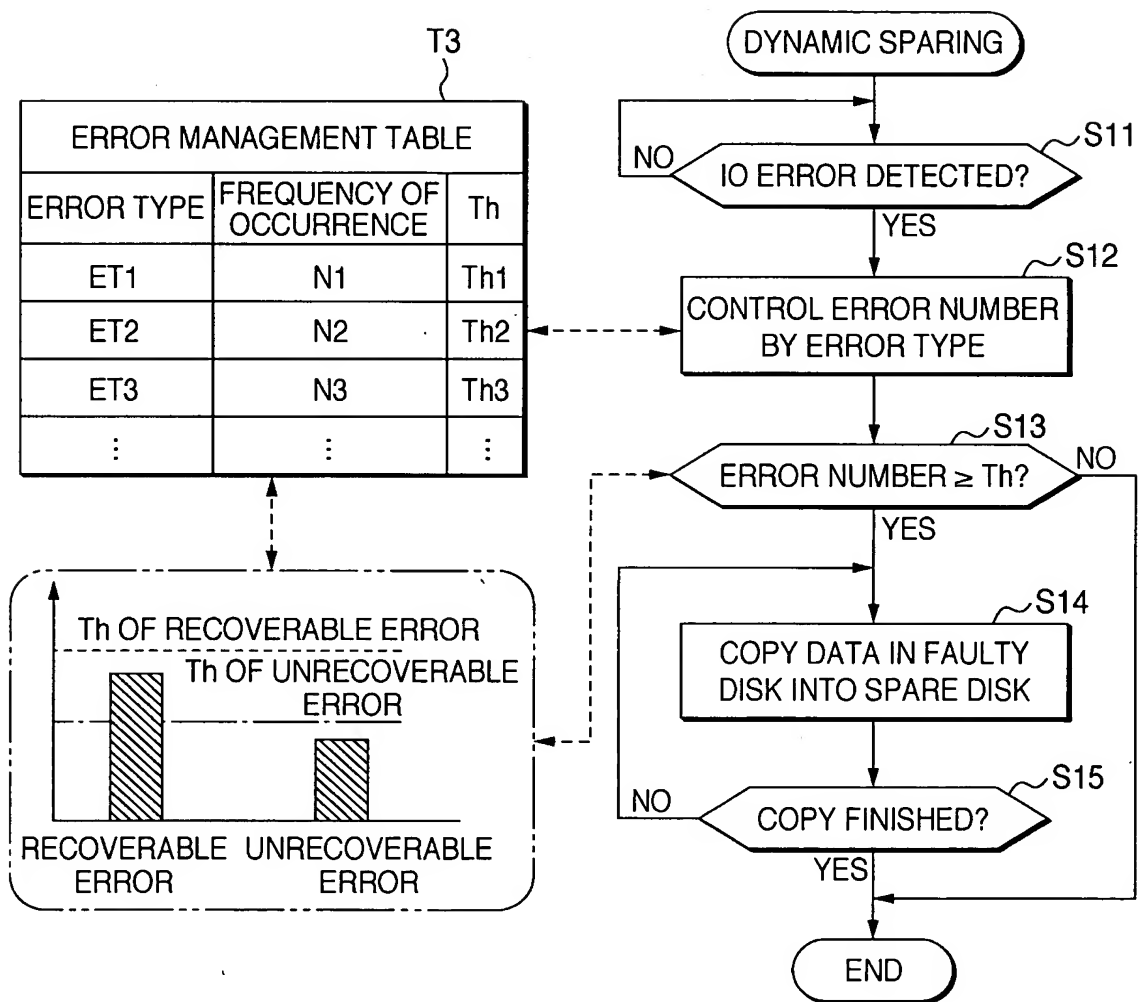 T3
ERROR MANAGEMENT TABLE
ERROR TYPE
FREQUENCY OF
OCCURRENCE
Th
ET1
N1
Th1
ET2
N2
Th2
ET3
N3
Th3
⋮
⋮
⋮
Th OF RECOVERABLE ERROR
Th OF UNRECOVERABLE
ERROR
RECOVERABLE
ERROR
UNRECOVERABLE
ERROR
DYNAMIC SPARING
S11
NO
IO ERROR DETECTED?
YES
S12
CONTROL ERROR NUMBER
BY ERROR TYPE
S13
ERROR NUMBER ≥ Th?
NO
YES
S14
COPY DATA IN FAULTY
DISK INTO SPARE DISK
S15
NO
COPY FINISHED?
YES
END